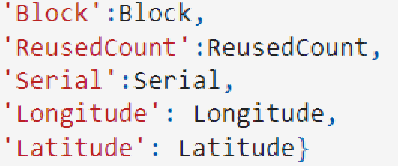 'Block':Block,
'ReusedCount':ReusedCount,
'Serial':Serial,
'Longitude': Longitude,
'Latitude': Latitude}